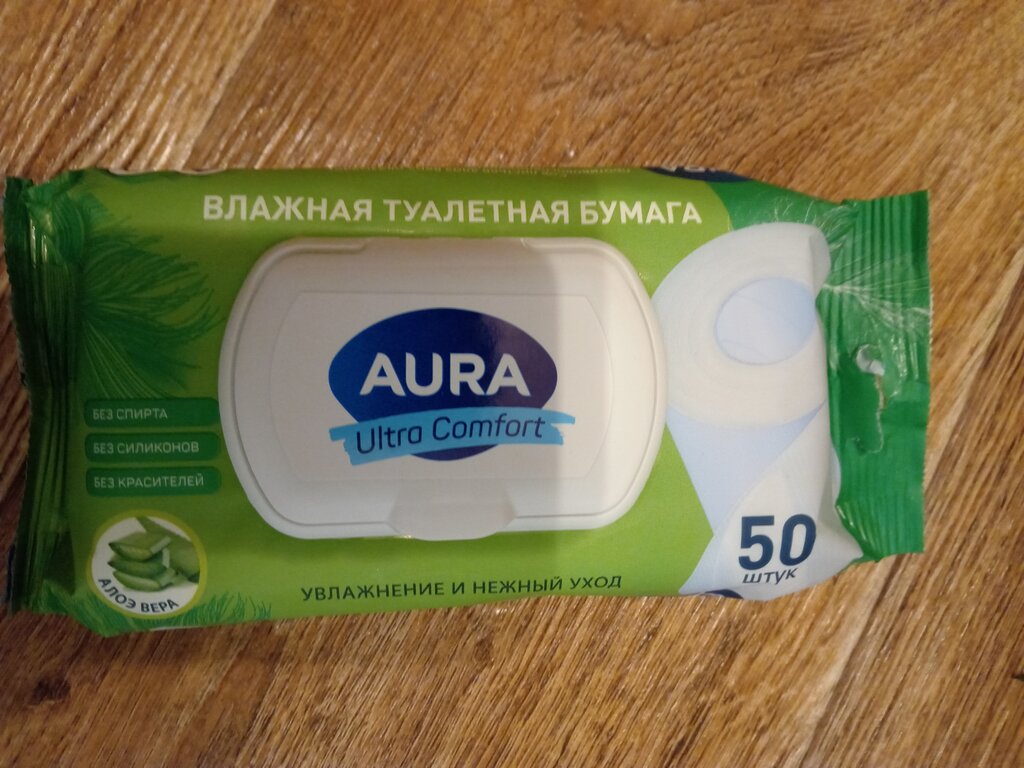 ВЛАЖНАЯ ТУАЛЕТНАЯ БУМАГА
AURA
Ultra Comfort
БЕЗ СПИРТА
БЕЗ СИЛИКОНОВ
БЕЗ КРАСИТЕЛЕЙ
АЛОЭ ВЕРА
УВЛАЖНЕНИЕ И НЕЖНЫЙ УХОД
50
ШТУК